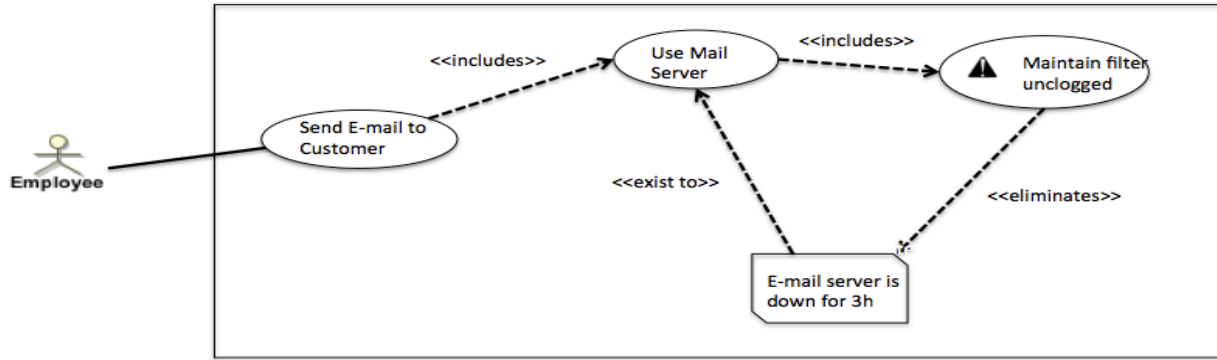 <<includes>>
Use Mail
Server
<<includes>>
Maintain filter
unclogged
Send E-mail to
Customer
Employee
<<exist to>>
<<eliminates>>
E-mail server is
down for 3h